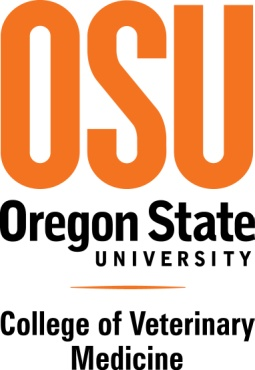 OSU
Oregon State
UNIVERSITY
College of Veterinary
Medicine